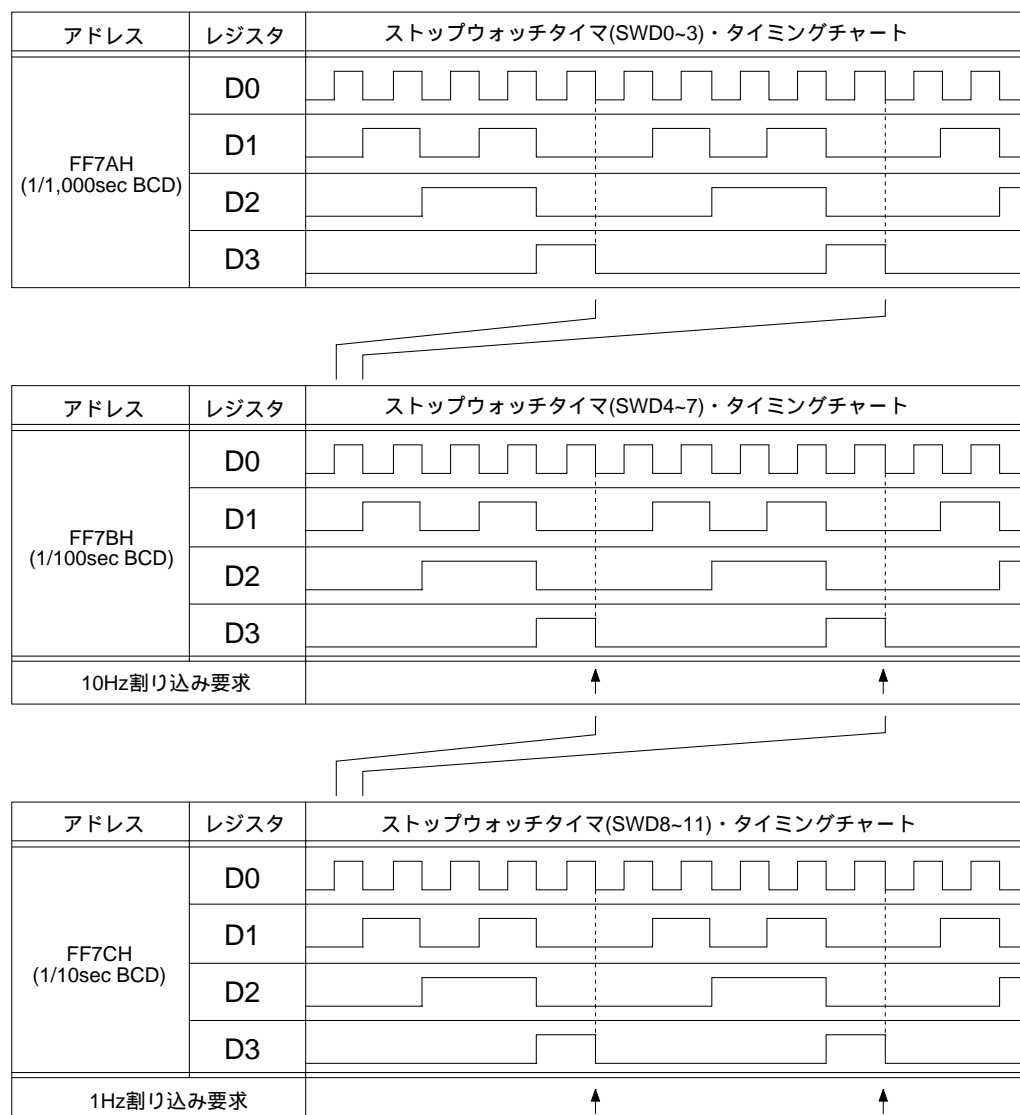 アドレス レジスタ ストップウォッチタイマ(SWD0~3)・タイミングチャート
FF7AH
(1/1,000sec BCD)
D0
D1
D2
D3
アドレス レジスタ ストップウォッチタイマ(SWD4~7)・タイミングチャート
FF7BH
(1/100sec BCD)
D0
D1
D2
D3
10Hz割り込み要求
アドレス レジスタ ストップウォッチタイマ(SWD8~11)・タイミングチャート
FF7CH
(1/10sec BCD)
D0
D1
D2
D3
1Hz割り込み要求